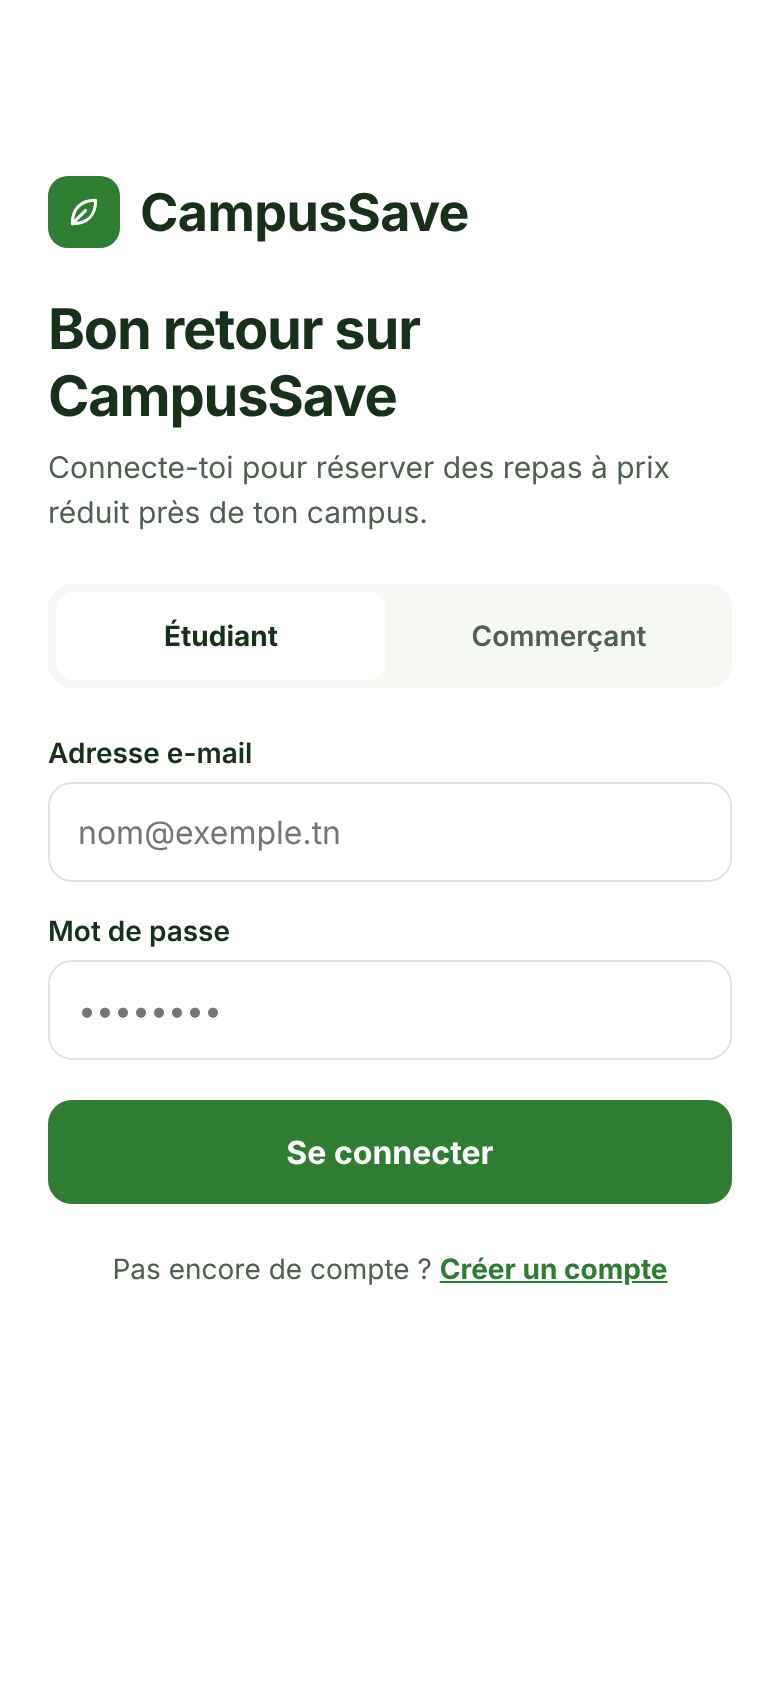 CampusSave
Bon retour sur
CampusSave
Connecte-toi pour réserver des repas à prix
réduit près de ton campus.
Étudiant
Commerçant
Adresse e-mail
nom@exemple.tn
Mot de passe
••••••••
Se connecter
Pas encore de compte ? Créer un compte